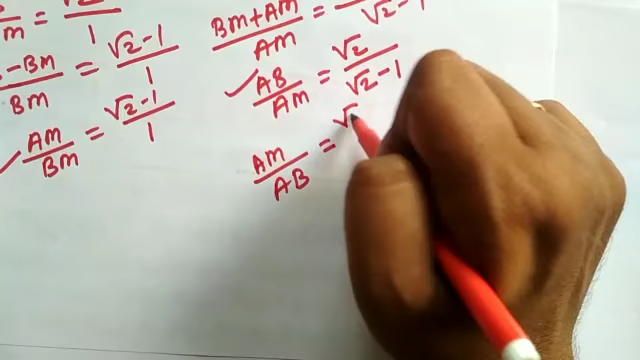 /m = √2/1
- BM/BM = √2-1/1
✓ AM/BM = √2-1/1
BM+AM/AM = /√2-1
✓ AB/AM = √2/√2-1
AM/AB = √